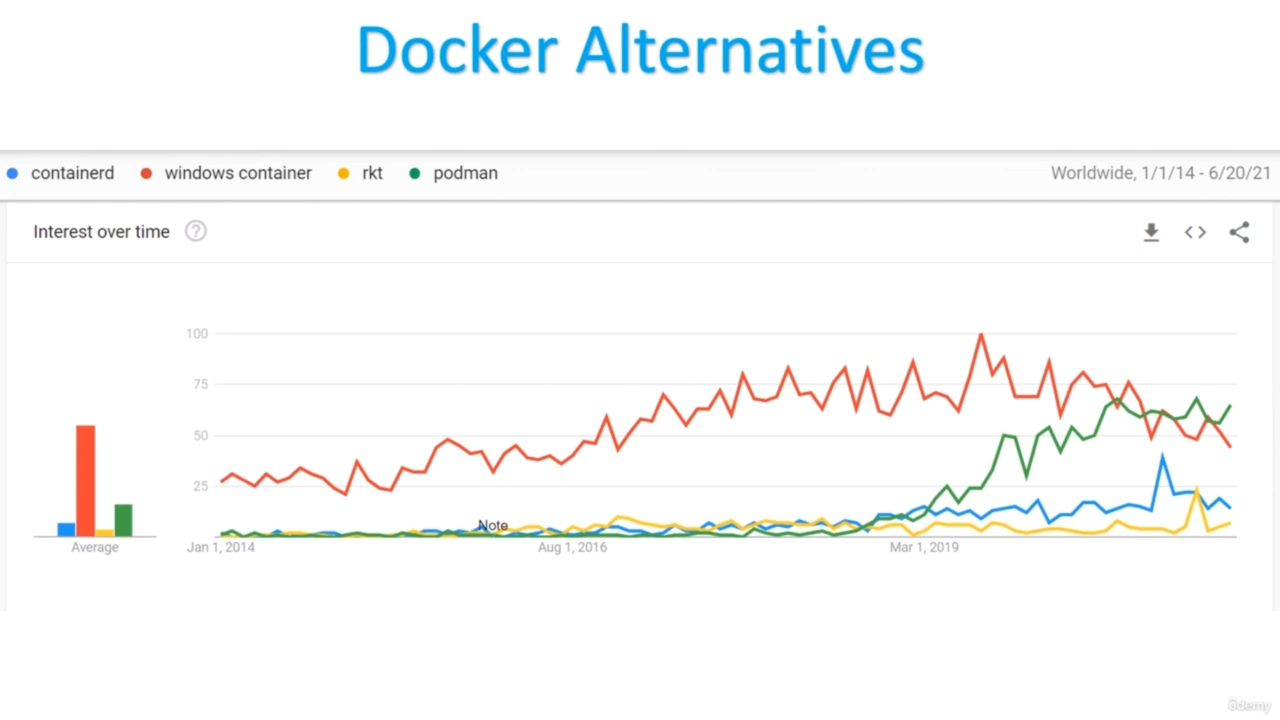 Docker Alternatives
containerd windows container rkt podman Worldwide, 1/1/14 - 6/20/21
Interest over time ?
100
75
50
25
Note
Average Jan 1, 2014 Aug 1, 2016 Mar 1, 2019
ûdemy